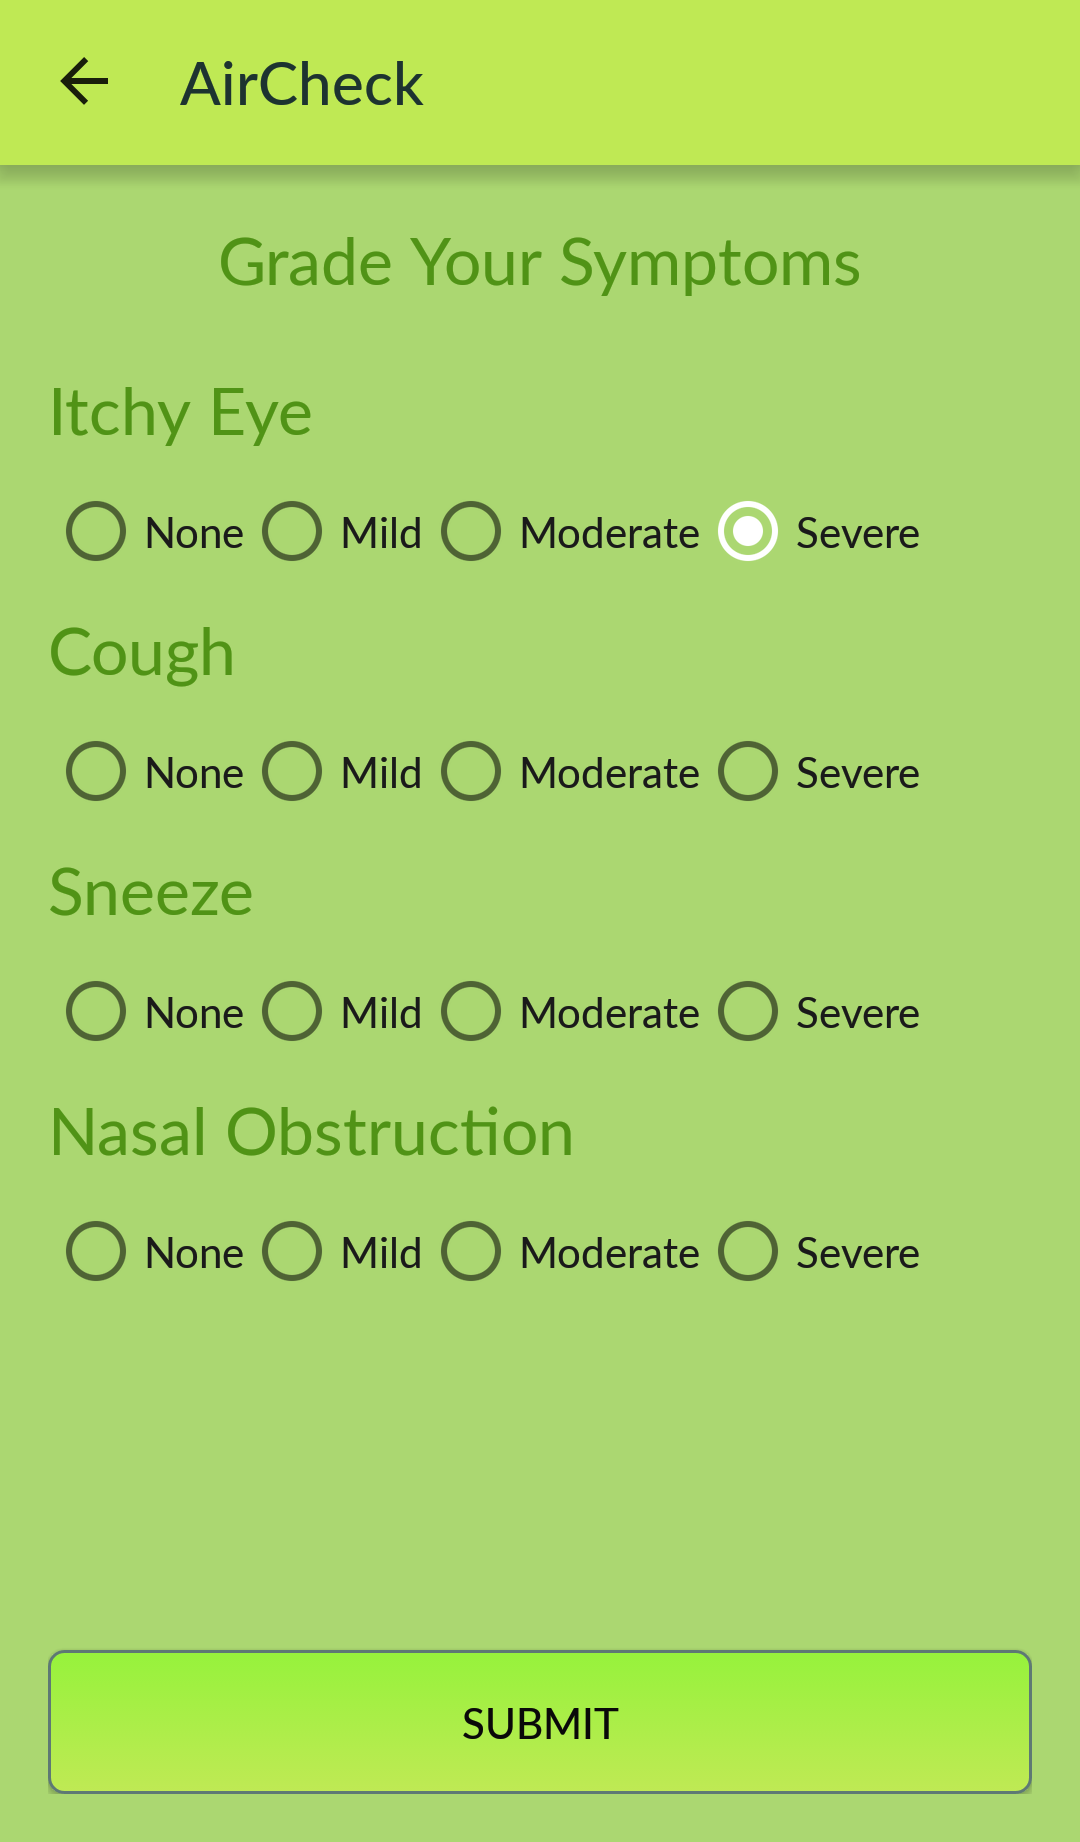 AirCheck
Grade Your Symptoms
Itchy Eye
None Mild Moderate Severe
Cough
None Mild Moderate Severe
Sneeze
None Mild Moderate Severe
Nasal Obstruction
None Mild Moderate Severe
SUBMIT